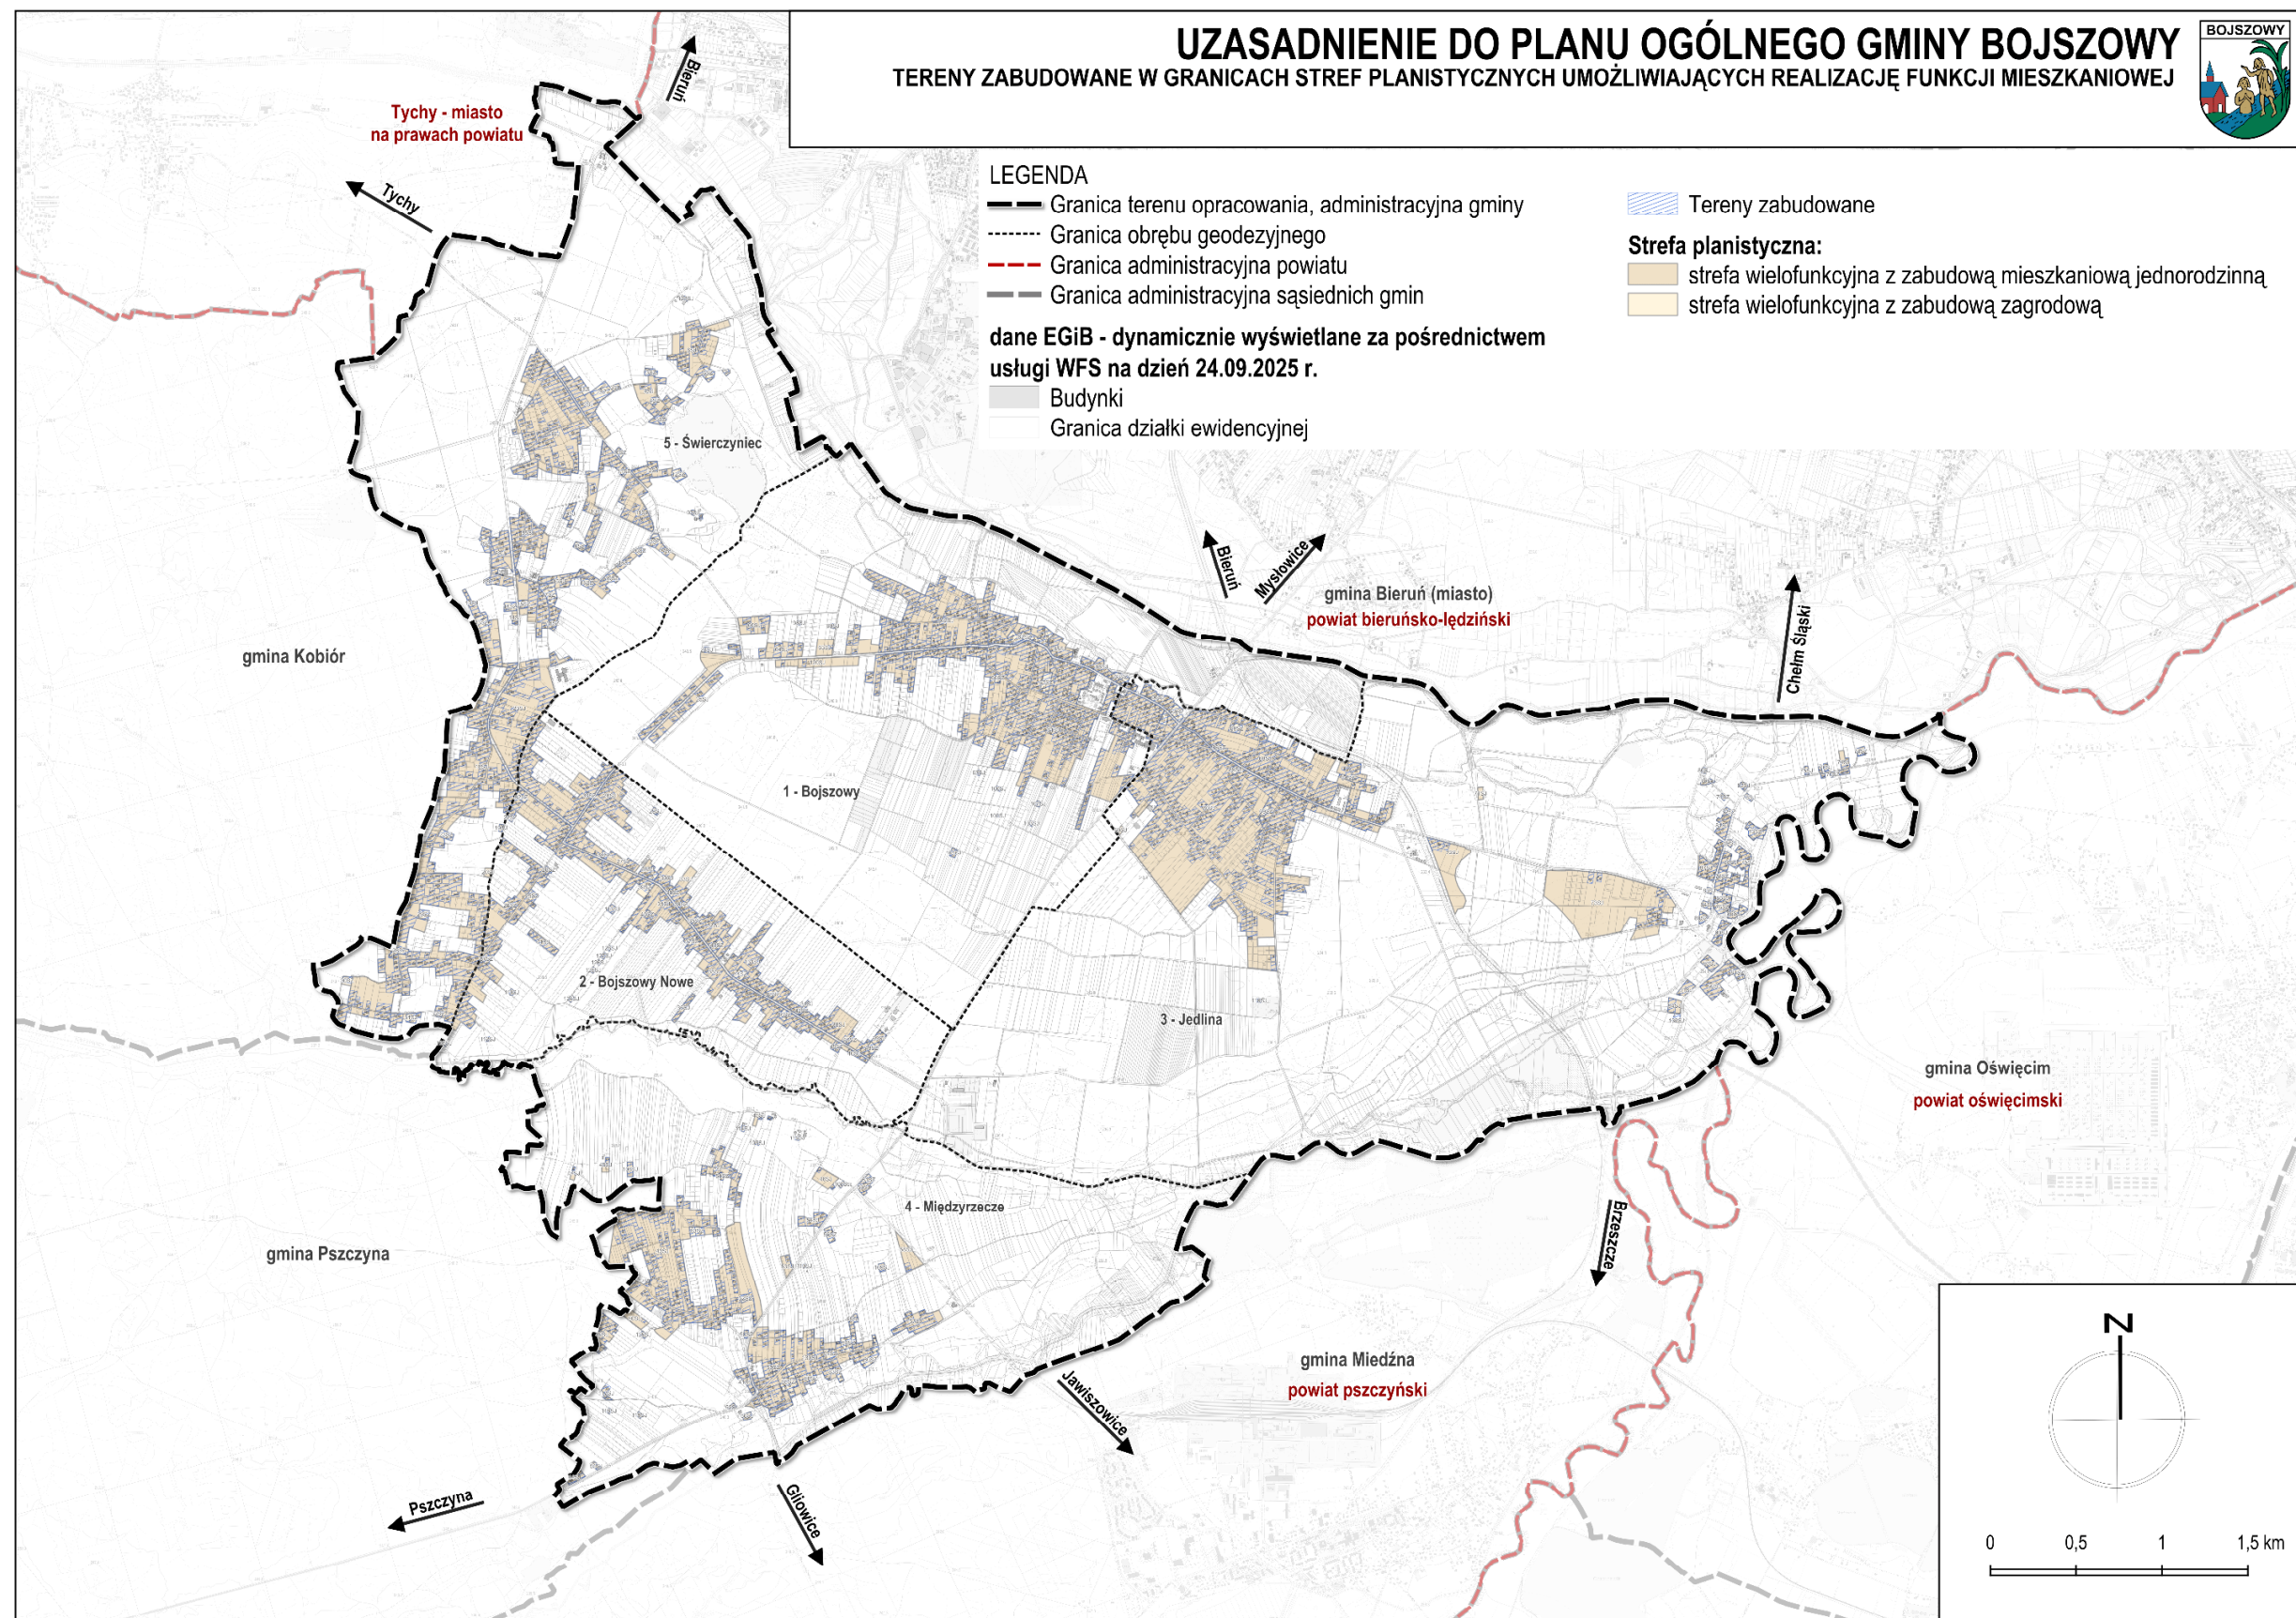 UZASADNIENIE DO PLANU OGÓLNEGO GMINY BOJSZOWY
TERENY ZABUDOWANE W GRANICACH STREF PLANISTYCZNYCH UMOŻLIWIAJĄCYCH REALIZACJĘ FUNKCJI MIESZKANIOWEJ
BOJSZOWY
LEGENDA
Granica terenu opracowania, administracyjna gminy
Granica obrębu geodezyjnego
Granica administracyjna powiatu
Granica administracyjna sąsiednich gmin
dane EGiB - dynamicznie wyświetlane za pośrednictwem
usługi WFS na dzień 24.09.2025 r.
Budynki
Granica działki ewidencyjnej
Tereny zabudowane
Strefa planistyczna:
strefa wielofunkcyjna z zabudową mieszkaniową jednorodzinną
strefa wielofunkcyjna z zabudową zagrodową
Bieruń
Tychy - miasto
na prawach powiatu
Tychy
5 - Świerczyniec
Bieruń
Mysłowice
gmina Bieruń (miasto)
powiat bieruńsko-lędziński
Chełm Śląski
gmina Kobiór
1 - Bojszowy
2 - Bojszowy Nowe
3 - Jedlina
gmina Oświęcim
powiat oświęcimski
4 - Międzyrzecze
gmina Pszczyna
Brzeszcze
gmina Miedźna
powiat pszczyński
Jawiszowice
Pszczyna
Gliowice
N
0 0,5 1 1,5 km